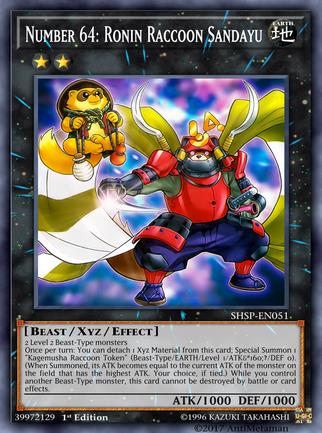 NUMBER 64: RONIN RACCOON SANDAYU
EARTH
地
SHSP-EN051
[BEAST / XYZ / EFFECT]
2 Level 2 Beast-Type monsters
Once per turn: You can detach 1 Xyz Material from this card; Special Summon 1
"Kagemusha Raccoon Token" (Beast-Type/EARTH/Level 1/ATK ?/DEF 0).
(When Summoned, its ATK becomes equal to the current ATK of the monster on
the field that has the highest ATK. Your choice, if tied.) While you control
another Beast-Type monster, this card cannot be destroyed by battle or card
effects.
ATK/1000 DEF/1000
39972129 1st Edition ©1996 KAZUKI TAKAHASHI
©2017 AntiMetaman